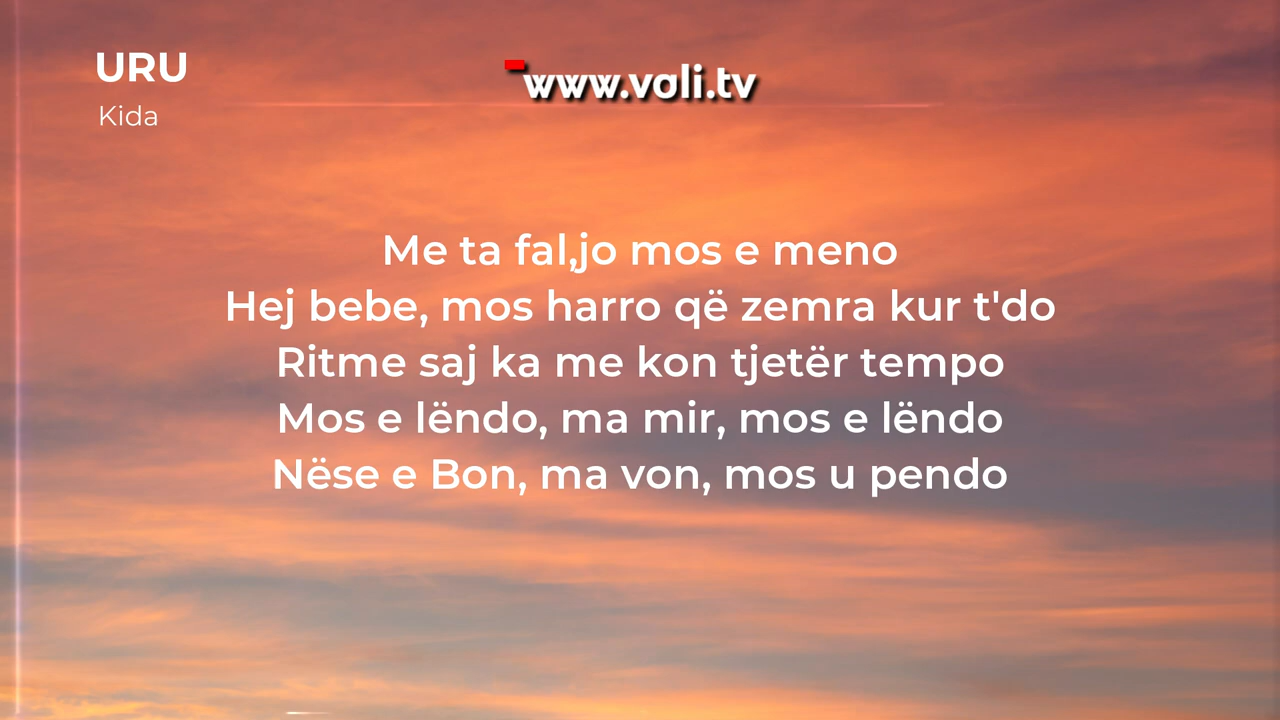 URU
Kida
www.vali.tv
Me ta fal,jo mos e meno
Hej bebe, mos harro që zemra kur t'do
Ritme saj ka me kon tjetër tempo
Mos e lëndo, ma mir, mos e lëndo
Nëse e Bon, ma von, mos u pendo